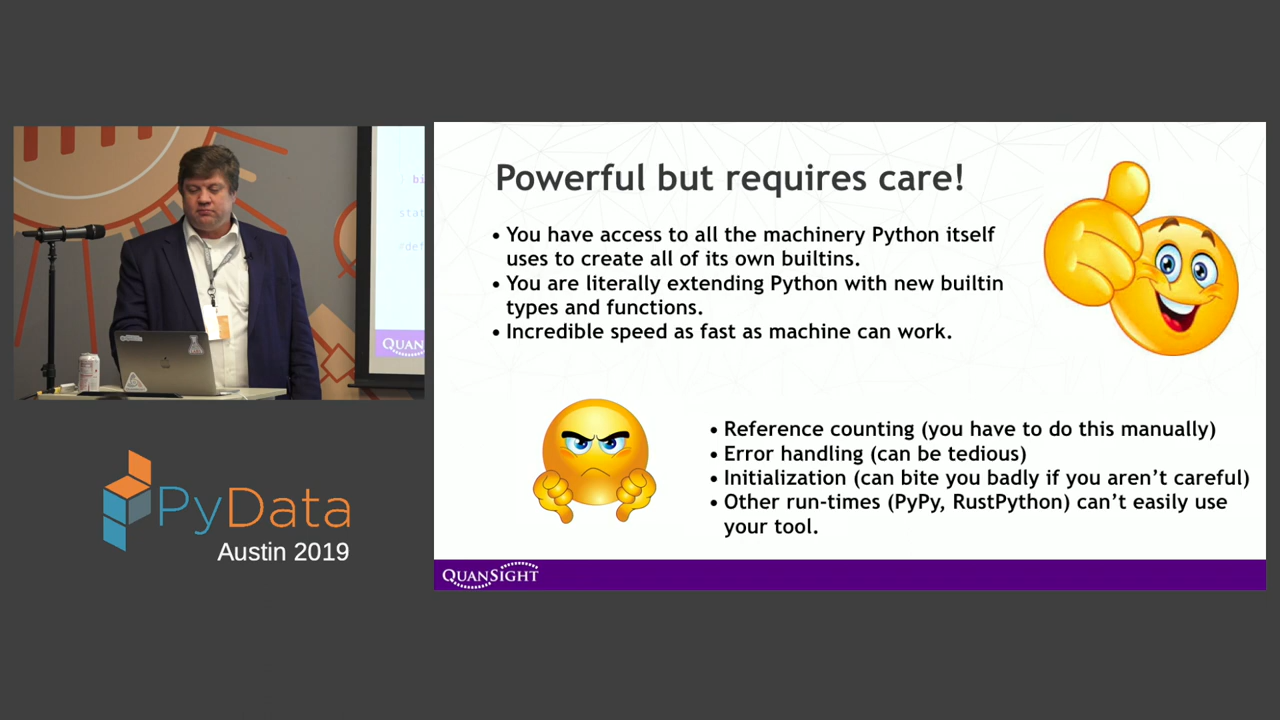 Powerful but requires care!
• You have access to all the machinery Python itself
uses to create all of its own builtins.
• You are literally extending Python with new builtin
types and functions.
• Incredible speed as fast as machine can work.
• Reference counting (you have to do this manually)
• Error handling (can be tedious)
• Initialization (can bite you badly if you aren’t careful)
• Other run-times (PyPy, RustPython) can’t easily use
your tool.
QUANSIGHT
bi
stat
rdef
QUAN
PyData
Austin 2019